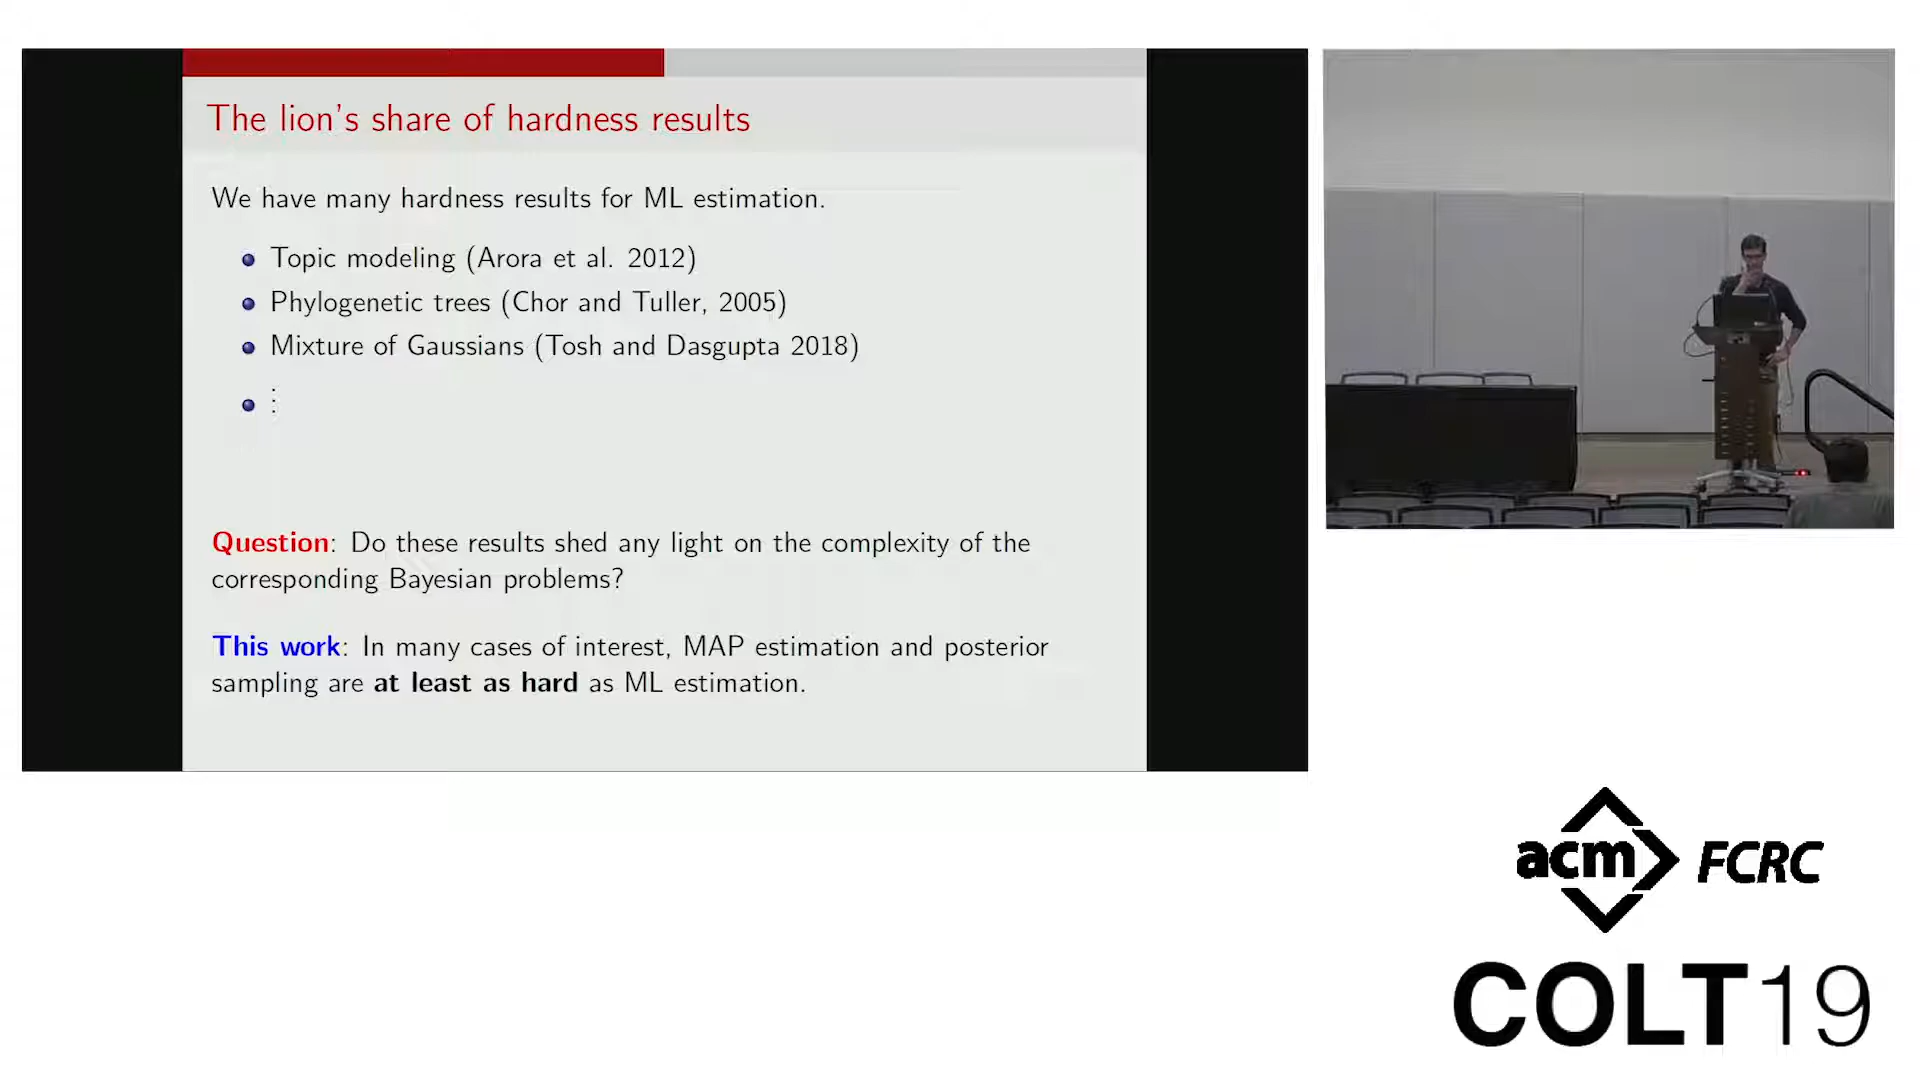 The lion's share of hardness results
We have many hardness results for ML estimation.
Topic modeling (Arora et al. 2012)
Phylogenetic trees (Chor and Tuller, 2005)
Mixture of Gaussians (Tosh and Dasgupta 2018)
⋮
Question: Do these results shed any light on the complexity of the
corresponding Bayesian problems?
This work: In many cases of interest, MAP estimation and posterior
sampling are at least as hard as ML estimation.
acm FCRC
COLT19